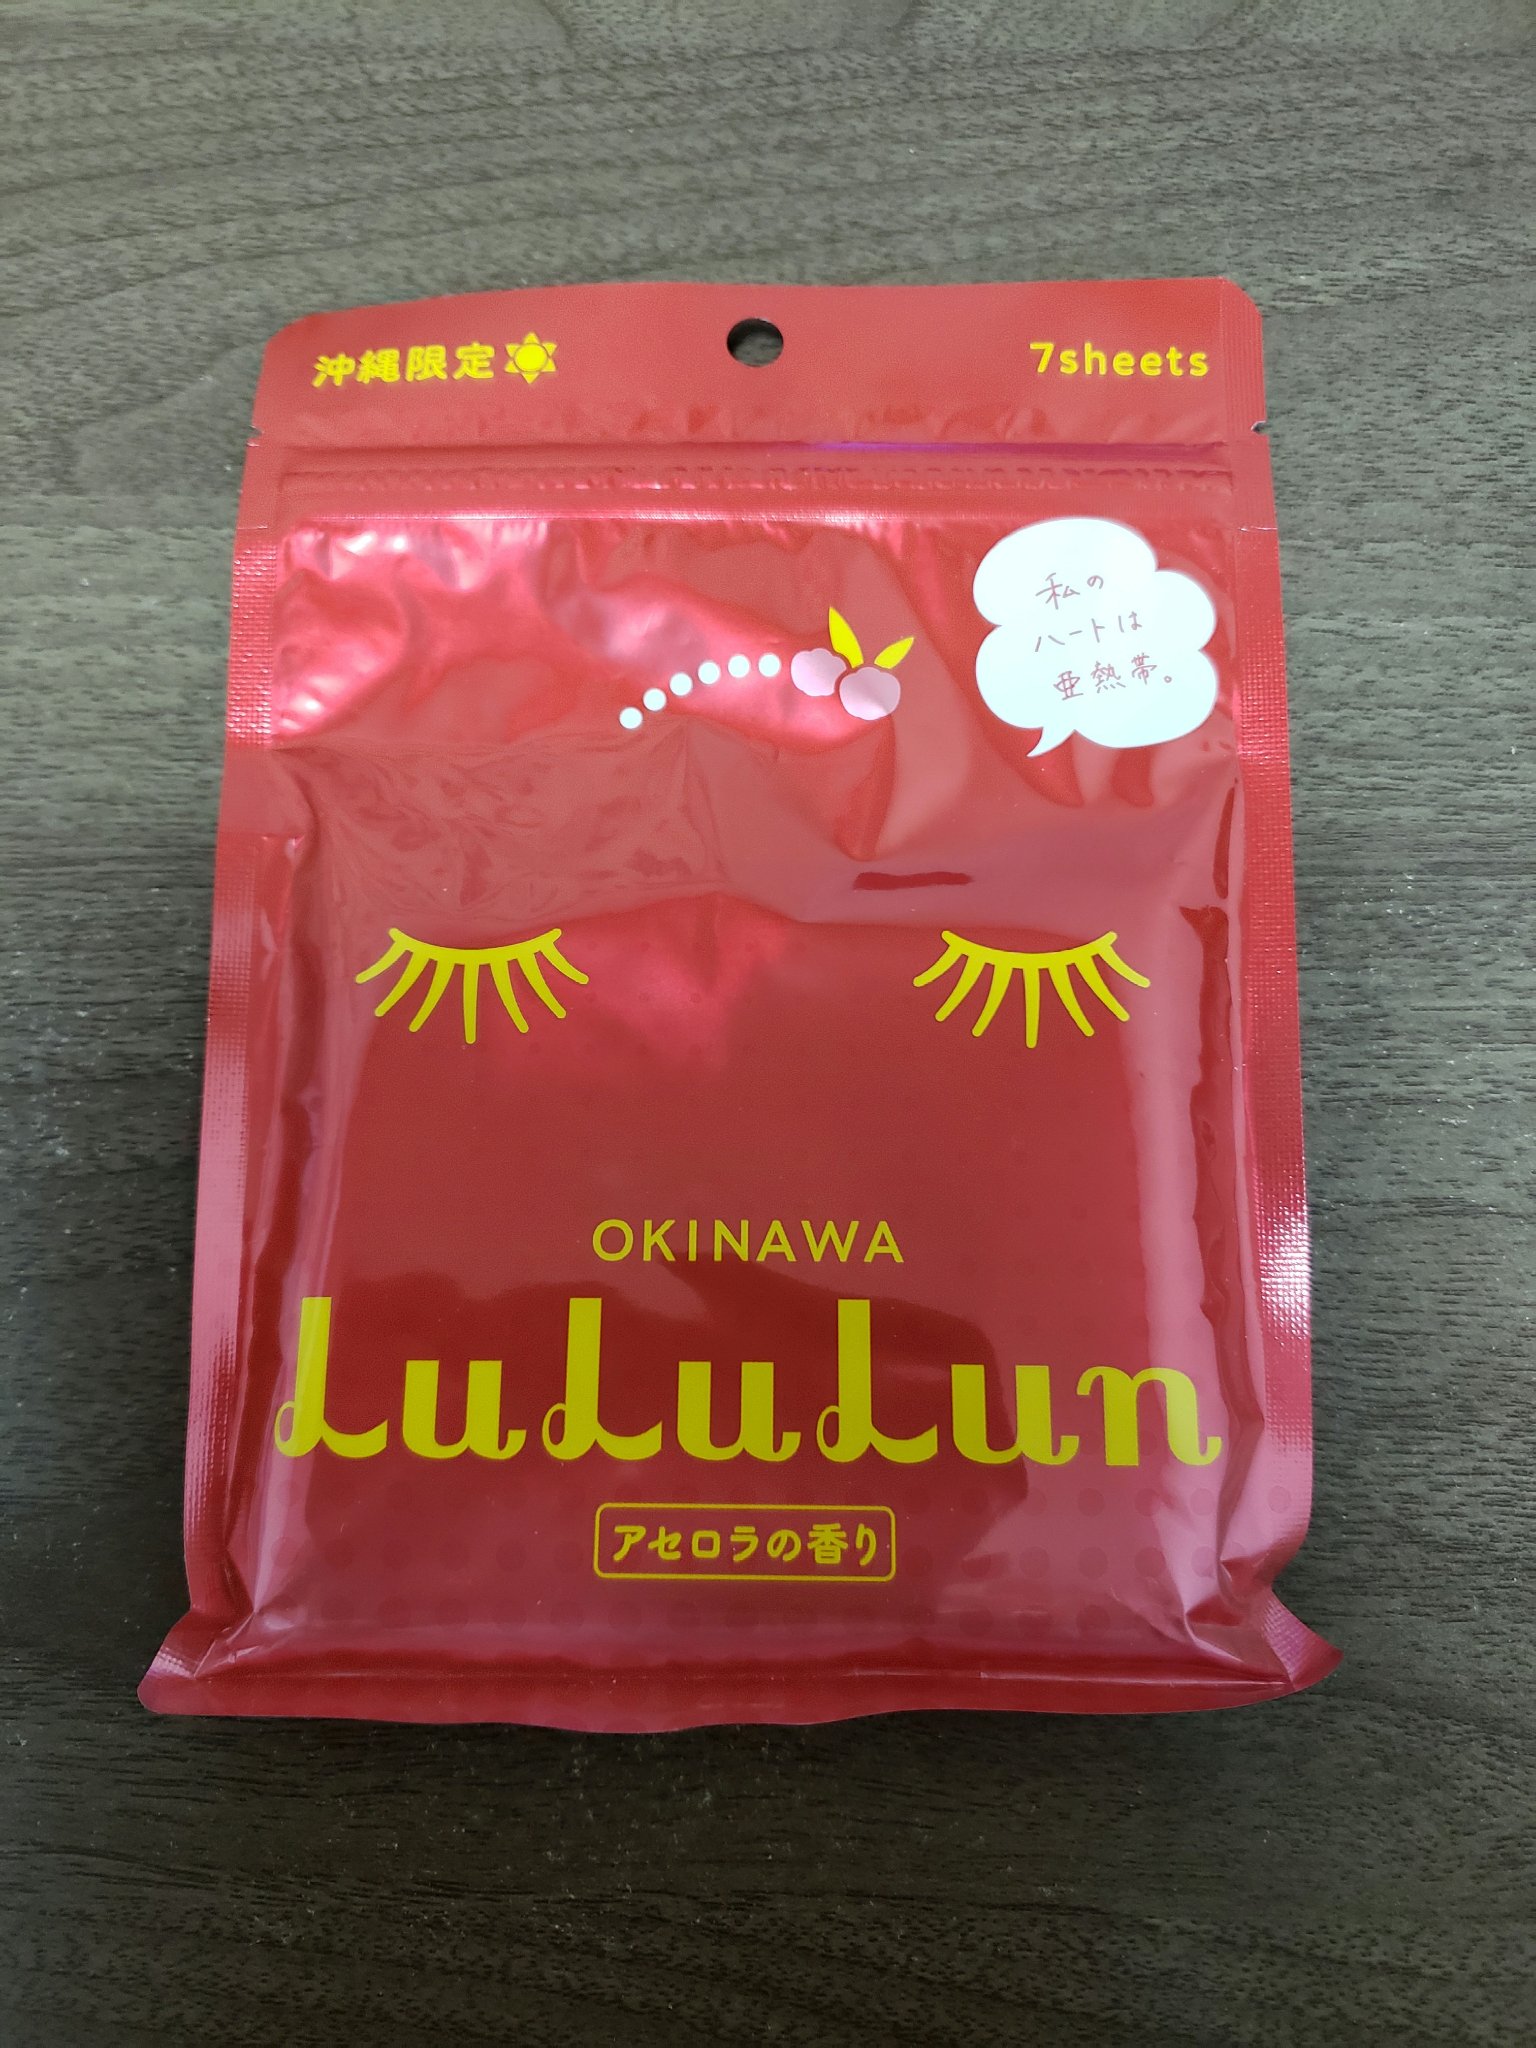 沖縄限定
7sheets
私の
ハートは
亜熱帯。
OKINAWA
LuLuLun
アセロラの香り